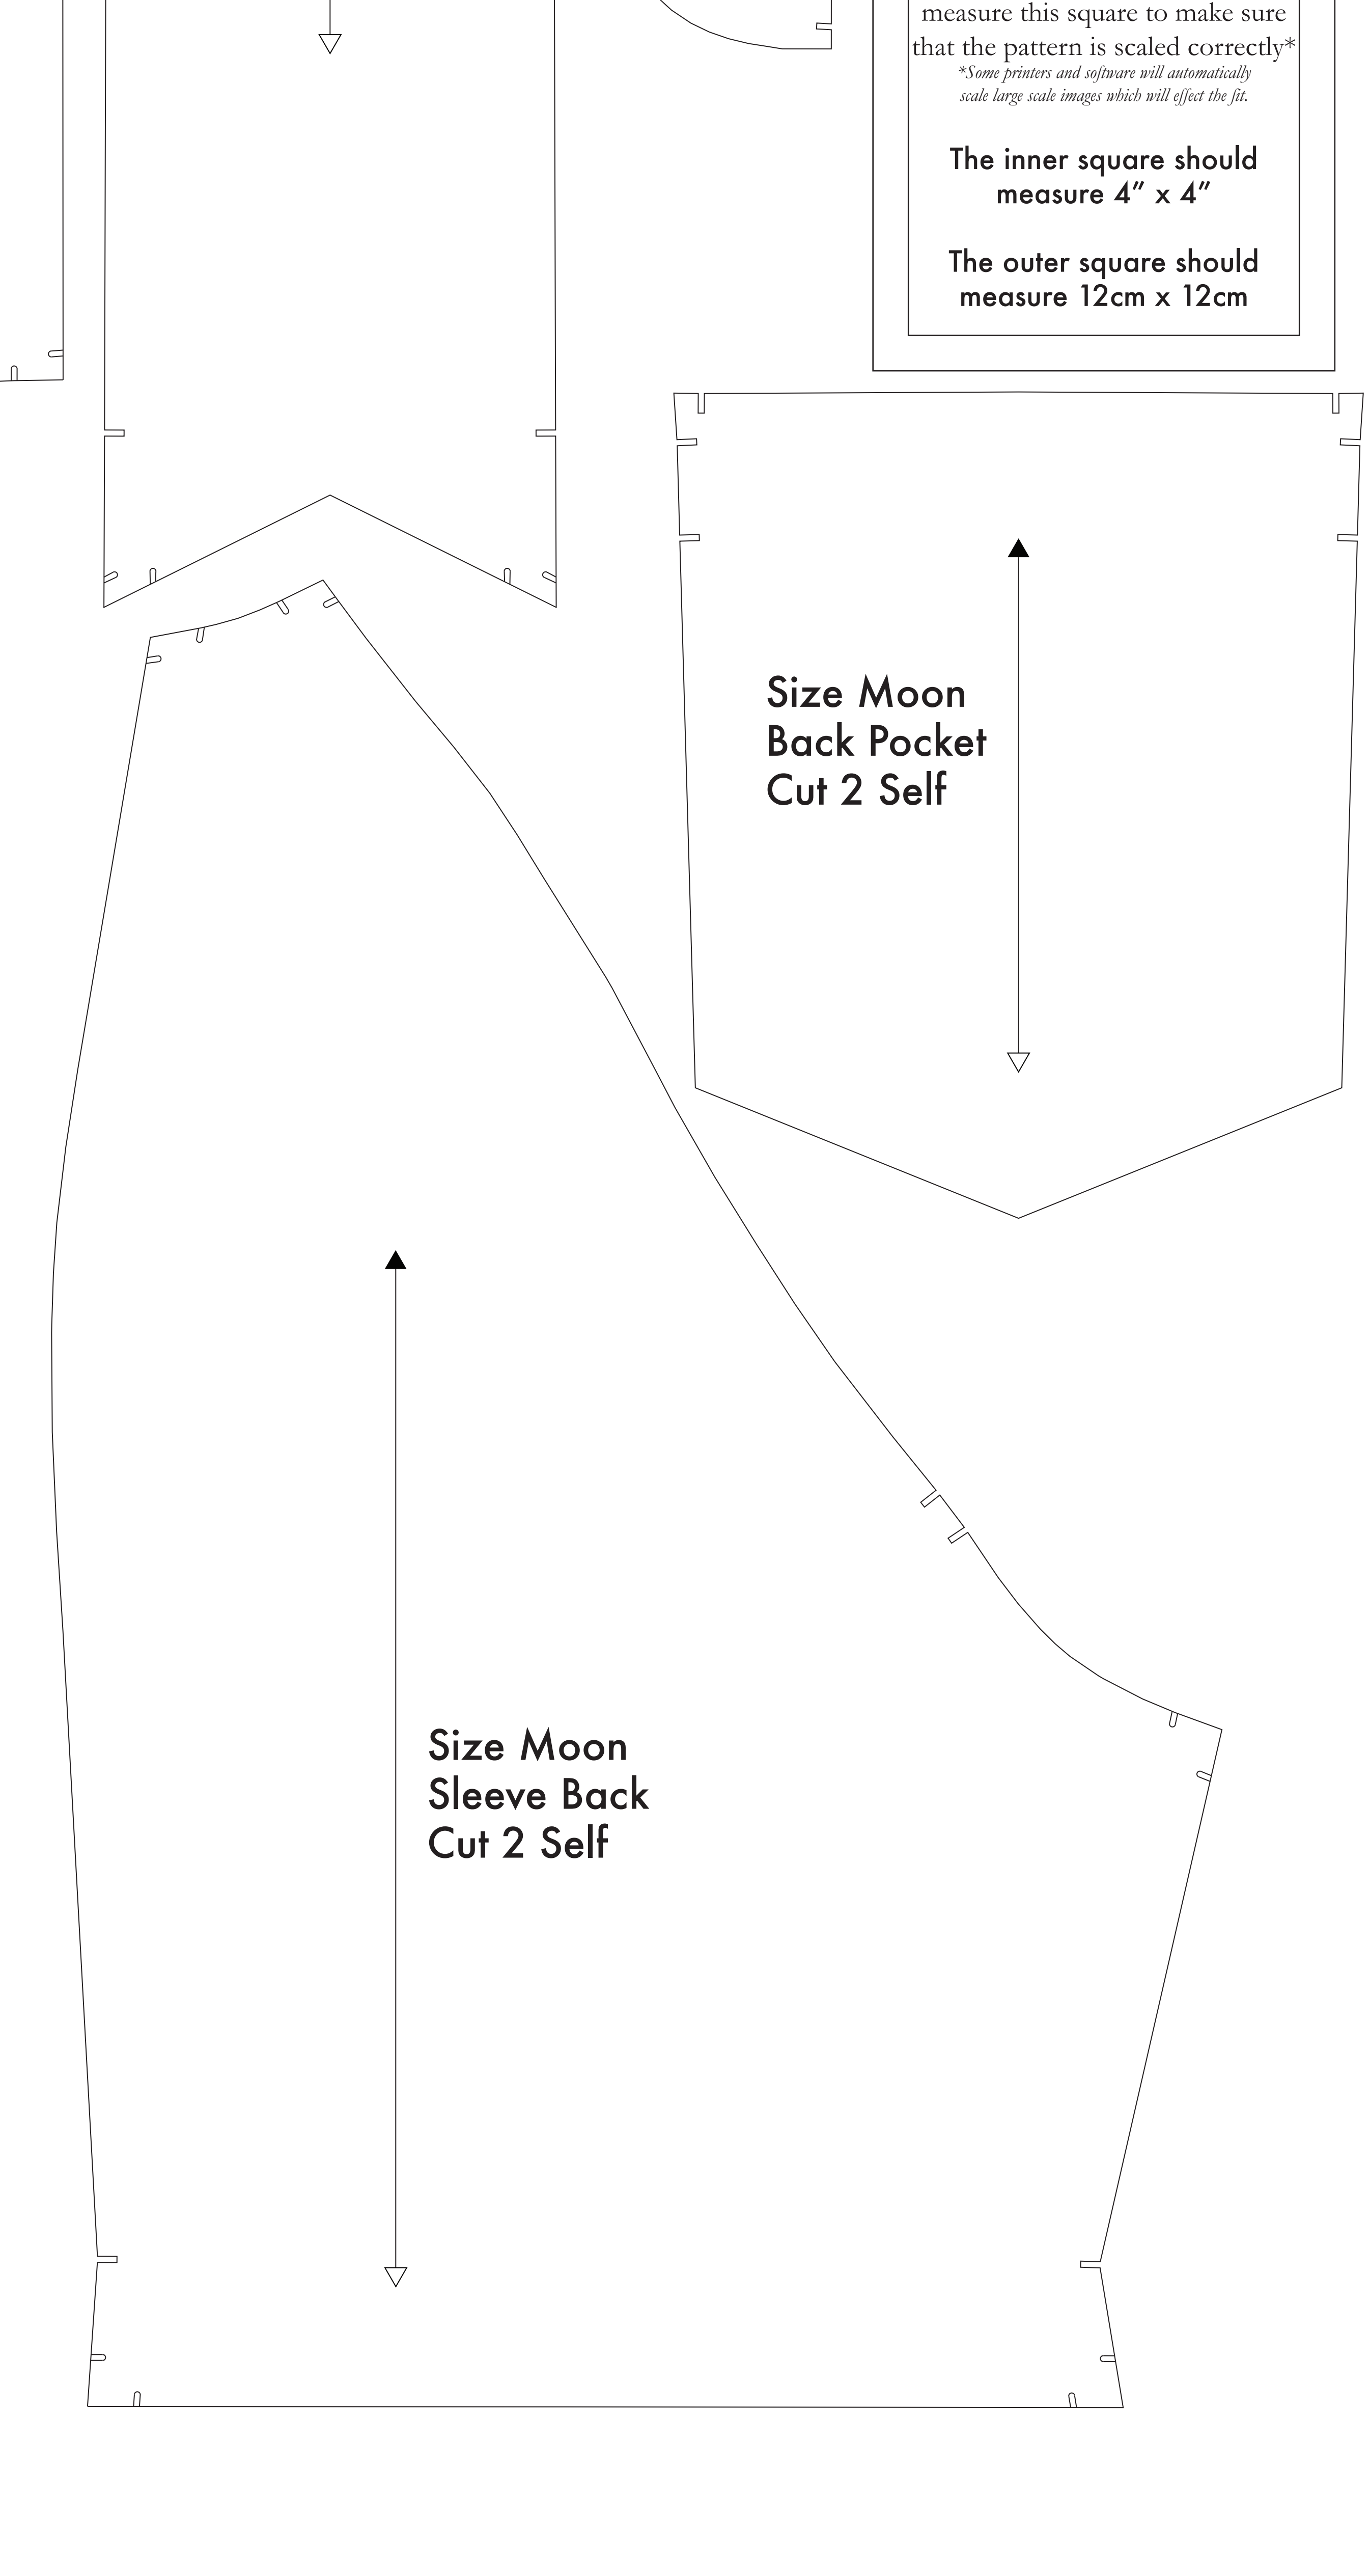 measure this square to make sure
that the pattern is scaled correctly*
*Some printers and software will automatically
scale large scale images which will effect the fit.
The inner square should
measure 4” x 4”
The outer square should
measure 12cm x 12cm
Size Moon
Back Pocket
Cut 2 Self
Size Moon
Sleeve Back
Cut 2 Self